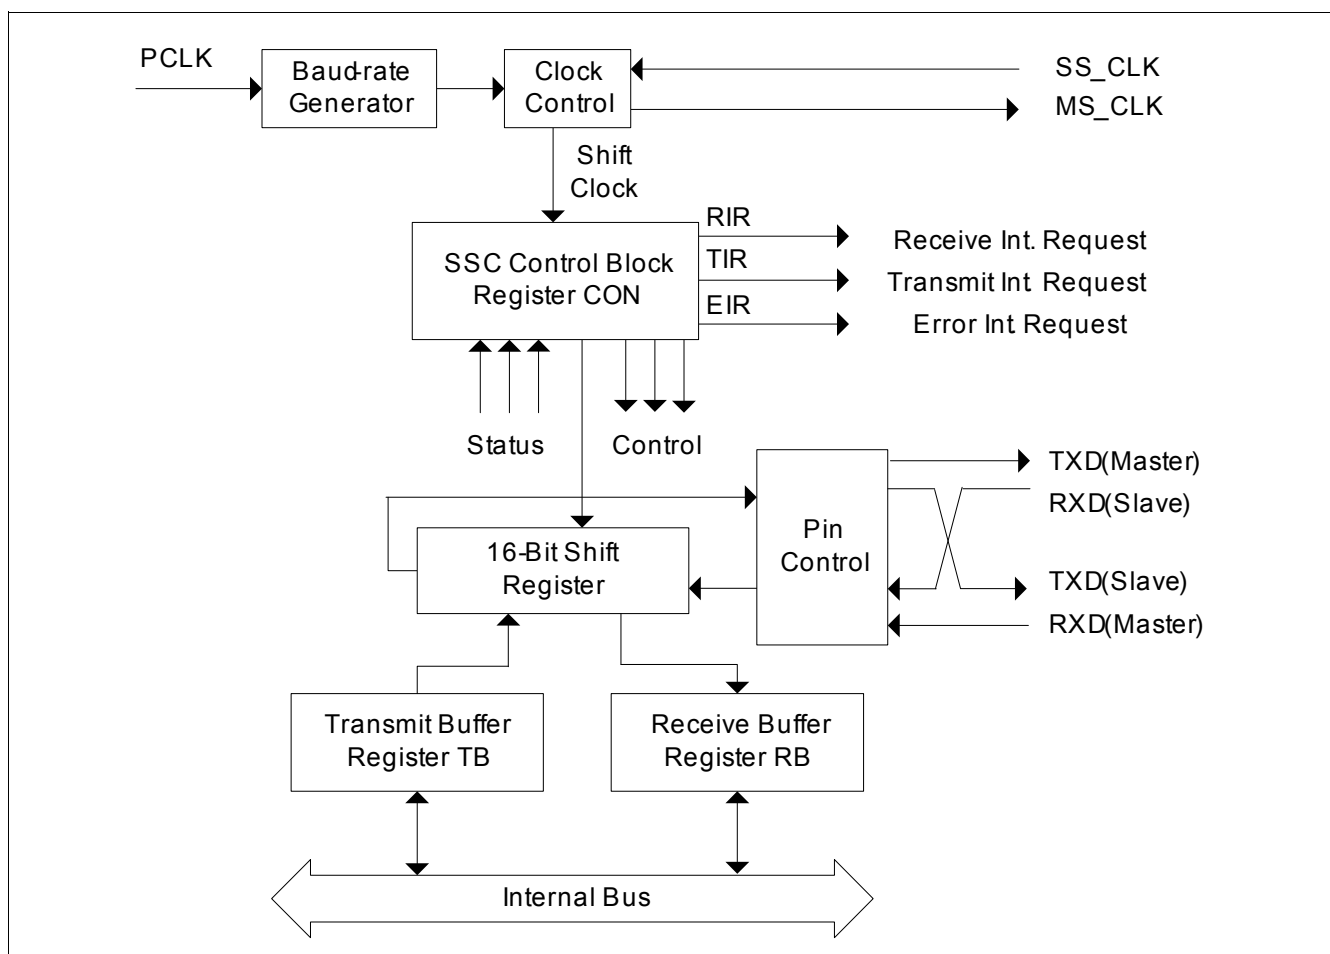 PCLK
Baud-rate
Generator
Clock
Control
SS_CLK
MS_CLK
Shift
Clock
SSC Control Block
Register CON
RIR
TIR
EIR
Receive Int. Request
Transmit Int. Request
Error Int. Request
Status
Control
16-Bit Shift
Register
Pin
Control
TXD(Master)
RXD(Slave)
TXD(Slave)
RXD(Master)
Transmit Buffer
Register TB
Receive Buffer
Register RB
Internal Bus